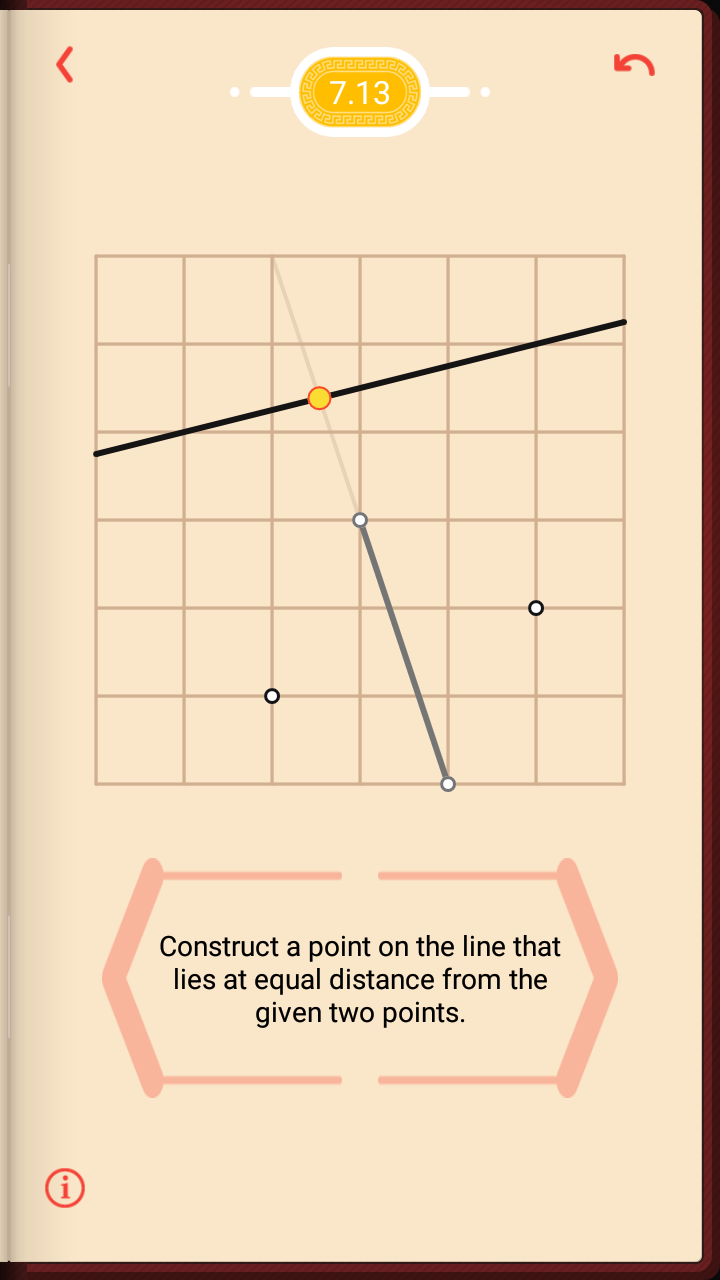 7.13
Construct a point on the line that
lies at equal distance from the
given two points.
i